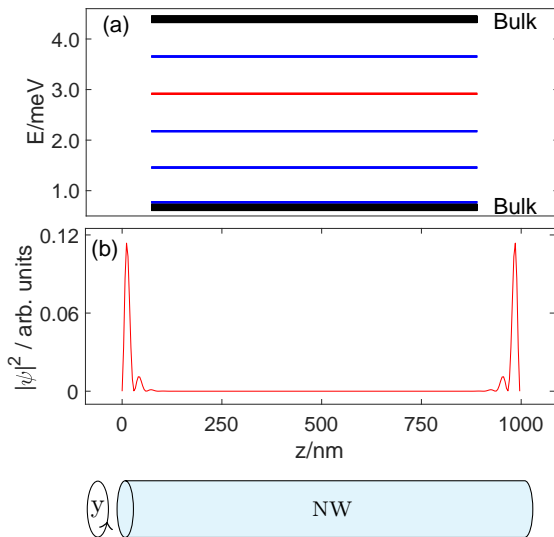 (a)
Bulk
4.0
3.0
2.0
1.0
E/meV
Bulk
(b)
0.12
0.06
0
|ψ|² / arb. units
0 250 500 750 1000
z/nm
y
NW